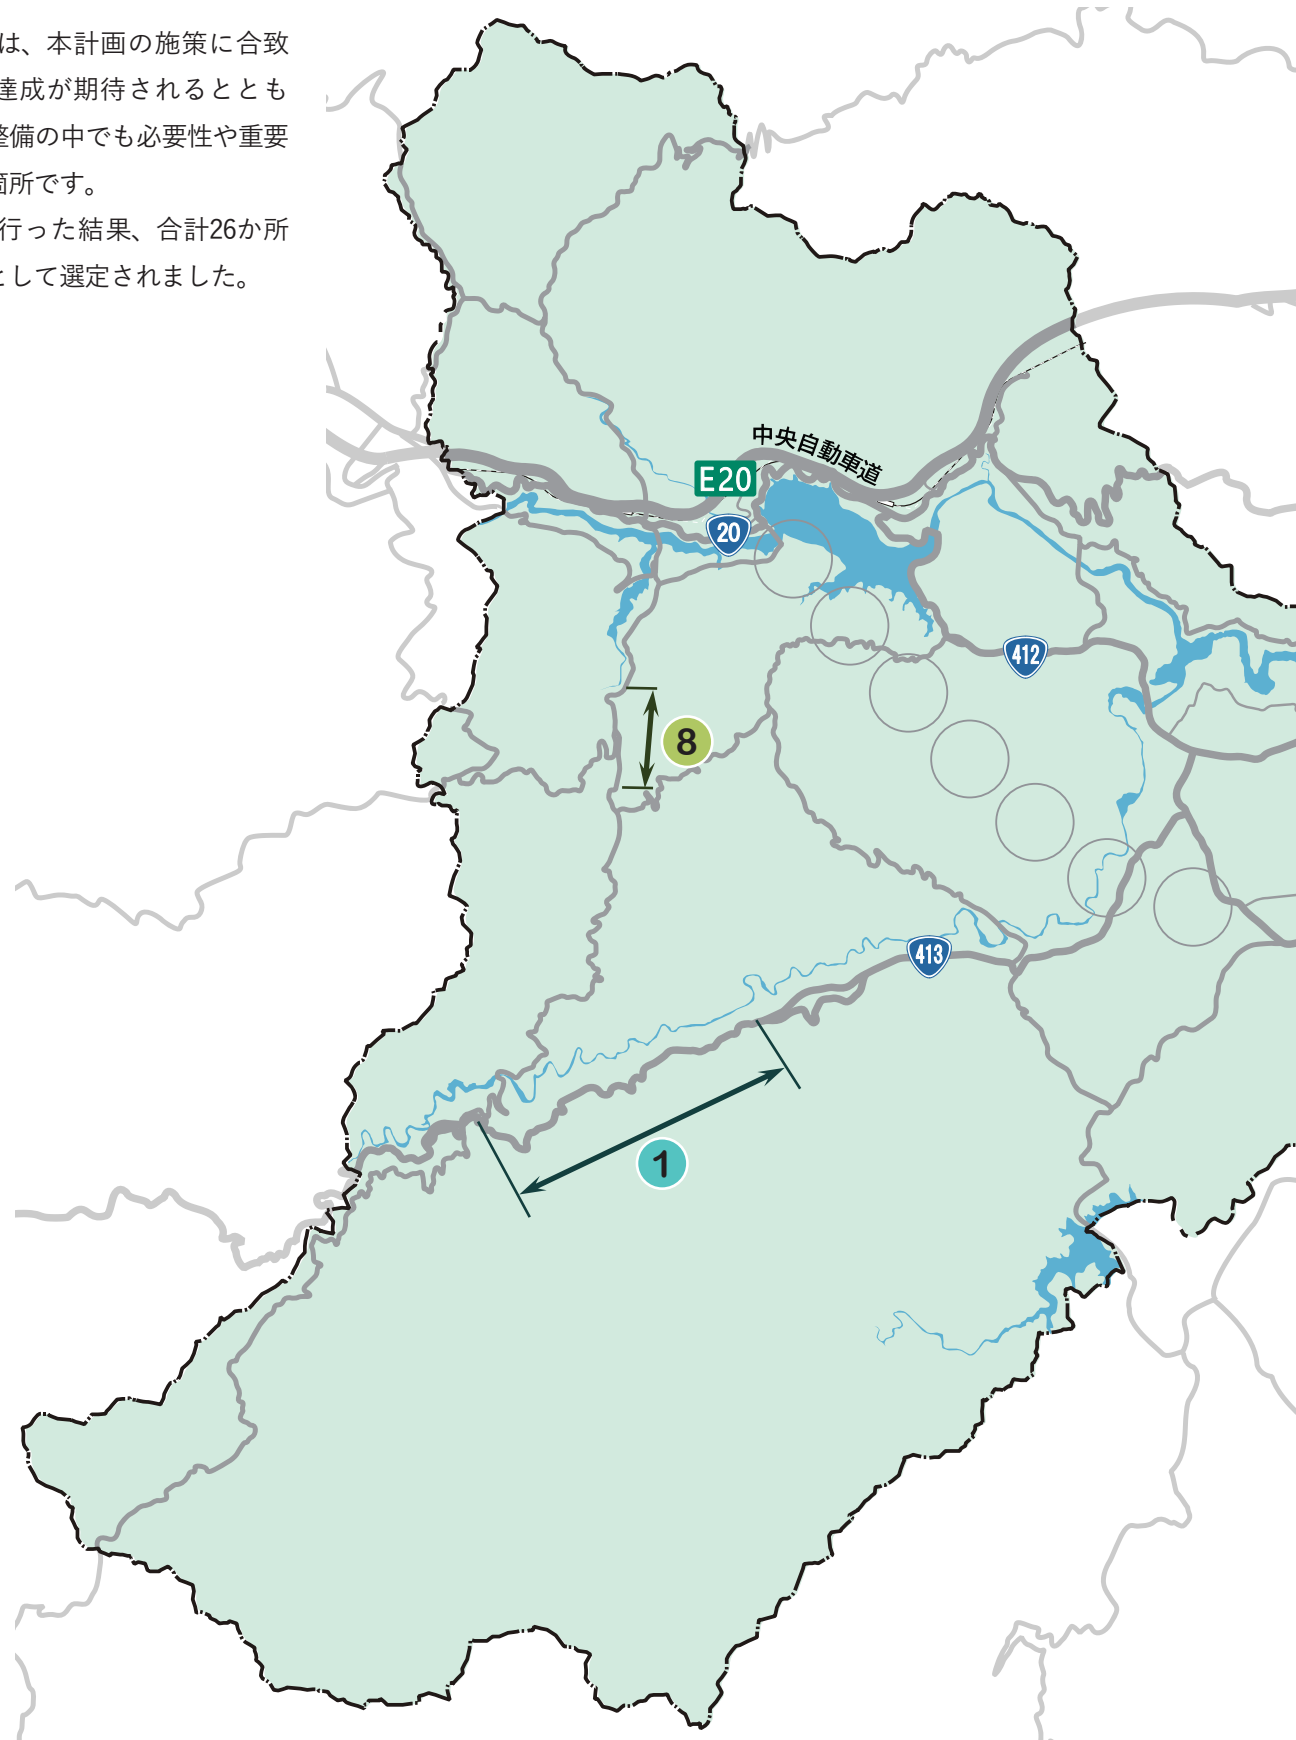 は、本計画の施策に合致
達成が期待されるととも
整備の中でも必要性や重要
箇所です。
行った結果、合計26か所
として選定されました。
中央自動車道
E20
20
412
8
413
1